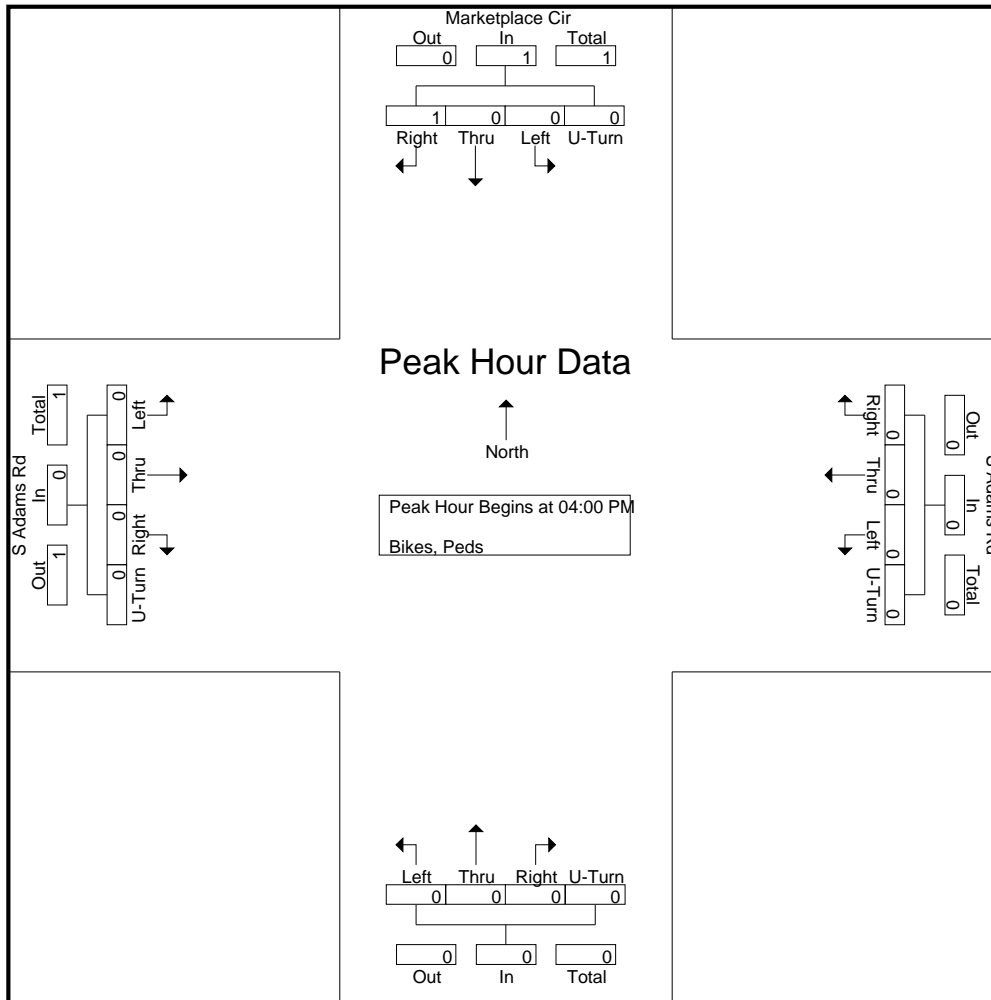 Marketplace Cir
Out In Total
0 1 1
1 0 0 0
Right Thru Left U-Turn
Peak Hour Data
North
Peak Hour Begins at 04:00 PM
Bikes, Peds
S Adams Rd
Total In Out
1 0 1
0 0 0 0
Left Thru Right U-Turn
Right Thru Left U-Turn
0 0 0 0
0 0 0
Out In Total
S Adams Rd
Left Thru Right U-Turn
0 0 0 0
0 0 0
Out In Total